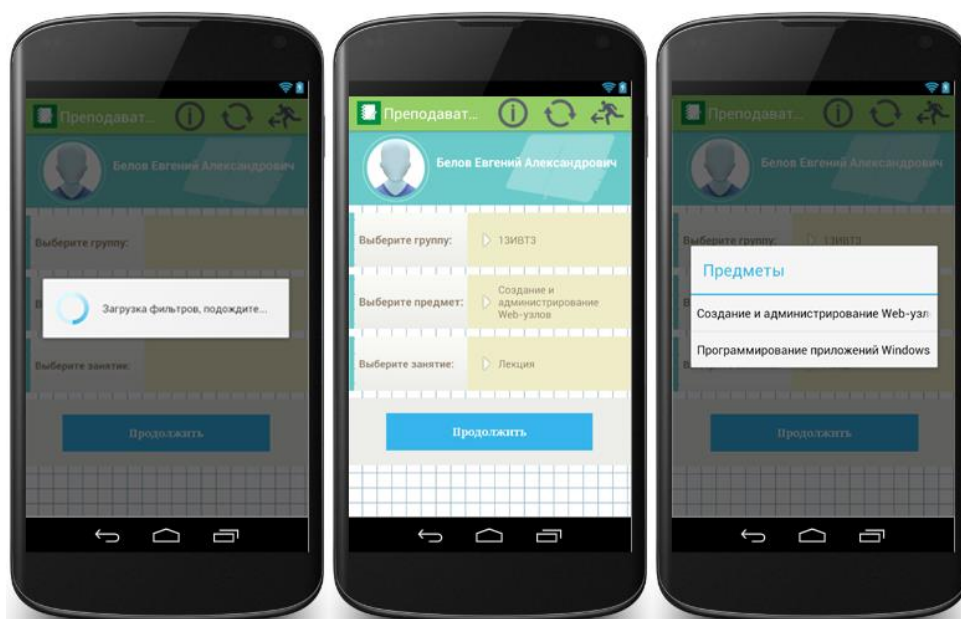 Преподават...
Белов Евгений Александрович
Выберите группу:
Загрузка фильтров, подождите...
Выберите занятие:
Продолжить
Преподават...
Белов Евгений Александрович
Выберите группу:
13ИВТ3
Выберите предмет:
Создание и
администрирование
Web-узлов
Выберите занятие:
Лекция
Продолжить
Преподават...
Белов Евгений Александрович
Выберите группу:
13ИВТ3
Предметы
Создание и администрирование Web-узл
Программирование приложений Windows
Продолжить